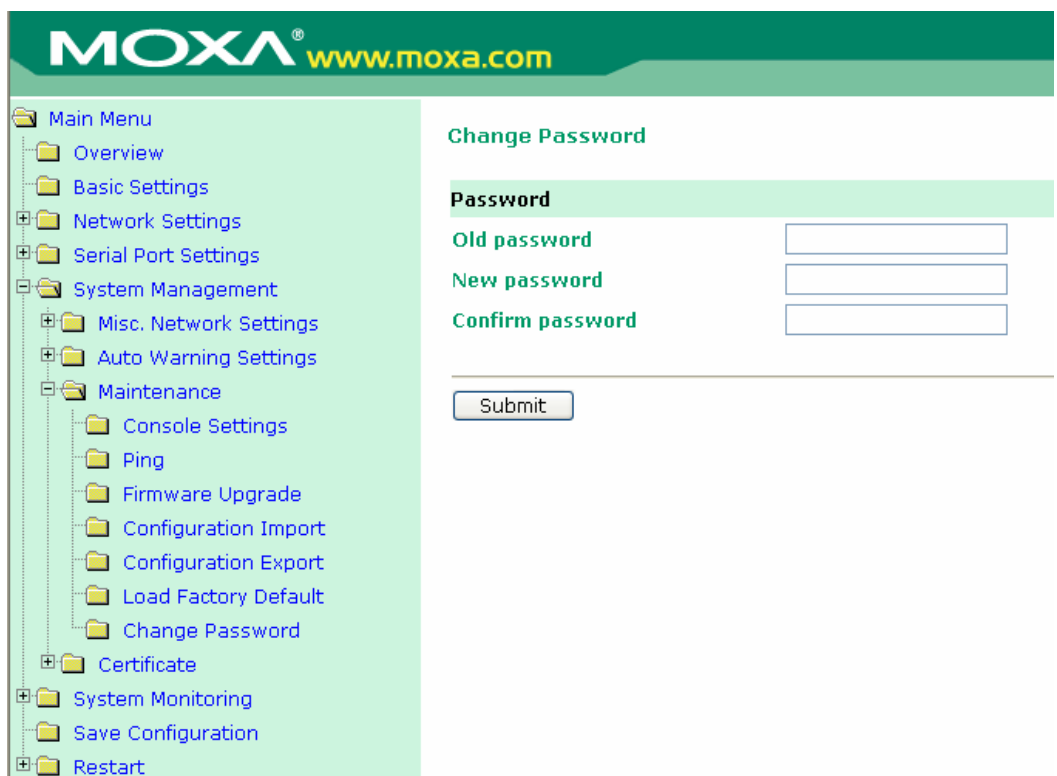 MOXA® www.moxa.com
Main Menu
Overview
Basic Settings
Network Settings
Serial Port Settings
System Management
Misc. Network Settings
Auto Warning Settings
Maintenance
Console Settings
Ping
Firmware Upgrade
Configuration Import
Configuration Export
Load Factory Default
Change Password
Certificate
System Monitoring
Save Configuration
Restart
Change Password
Password
Old password
New password
Confirm password
Submit